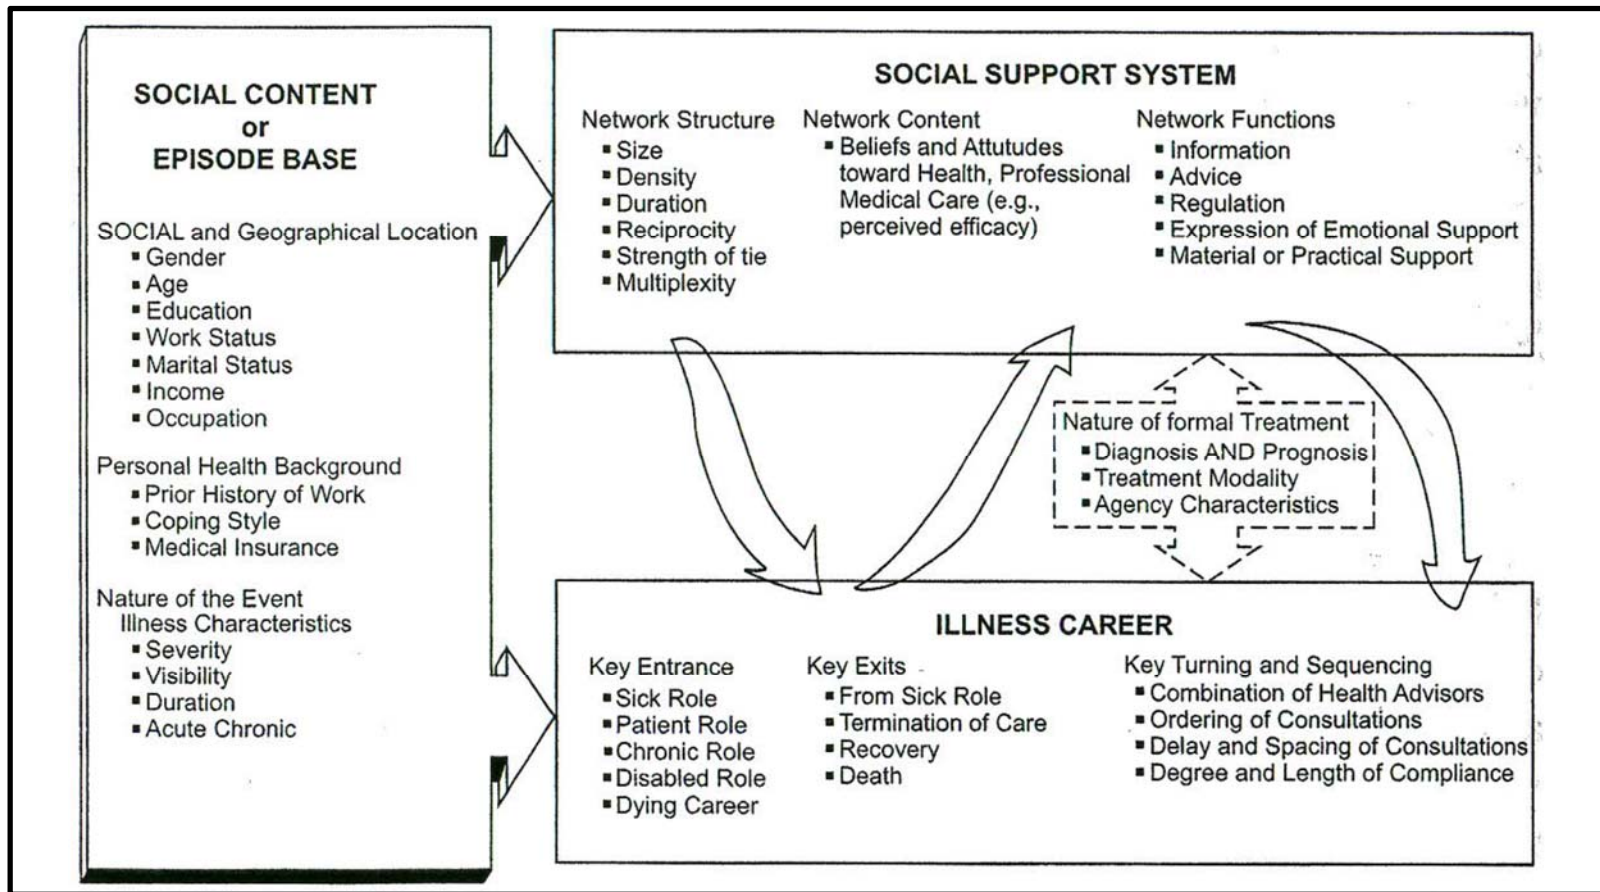 SOCIAL CONTENT
or
EPISODE BASE
SOCIAL and Geographical Location
▪ Gender
▪ Age
▪ Education
▪ Work Status
▪ Marital Status
▪ Income
▪ Occupation
Personal Health Background
▪ Prior History of Work
▪ Coping Style
▪ Medical Insurance
Nature of the Event
Illness Characteristics
▪ Severity
▪ Visibility
▪ Duration
▪ Acute Chronic
SOCIAL SUPPORT SYSTEM
Network Structure
▪ Size
▪ Density
▪ Duration
▪ Reciprocity
▪ Strength of tie
▪ Multiplexity
Network Content
▪ Beliefs and Attutudes
toward Health, Professional
Medical Care (e.g.,
perceived efficacy)
Network Functions
▪ Information
▪ Advice
▪ Regulation
▪ Expression of Emotional Support
▪ Material or Practical Support
Nature of formal Treatment
▪ Diagnosis AND Prognosis
▪ Treatment Modality
▪ Agency Characteristics
ILLNESS CAREER
Key Entrance
▪ Sick Role
▪ Patient Role
▪ Chronic Role
▪ Disabled Role
▪ Dying Career
Key Exits
▪ From Sick Role
▪ Termination of Care
▪ Recovery
▪ Death
Key Turning and Sequencing
▪ Combination of Health Advisors
▪ Ordering of Consultations
▪ Delay and Spacing of Consultations
▪ Degree and Length of Compliance